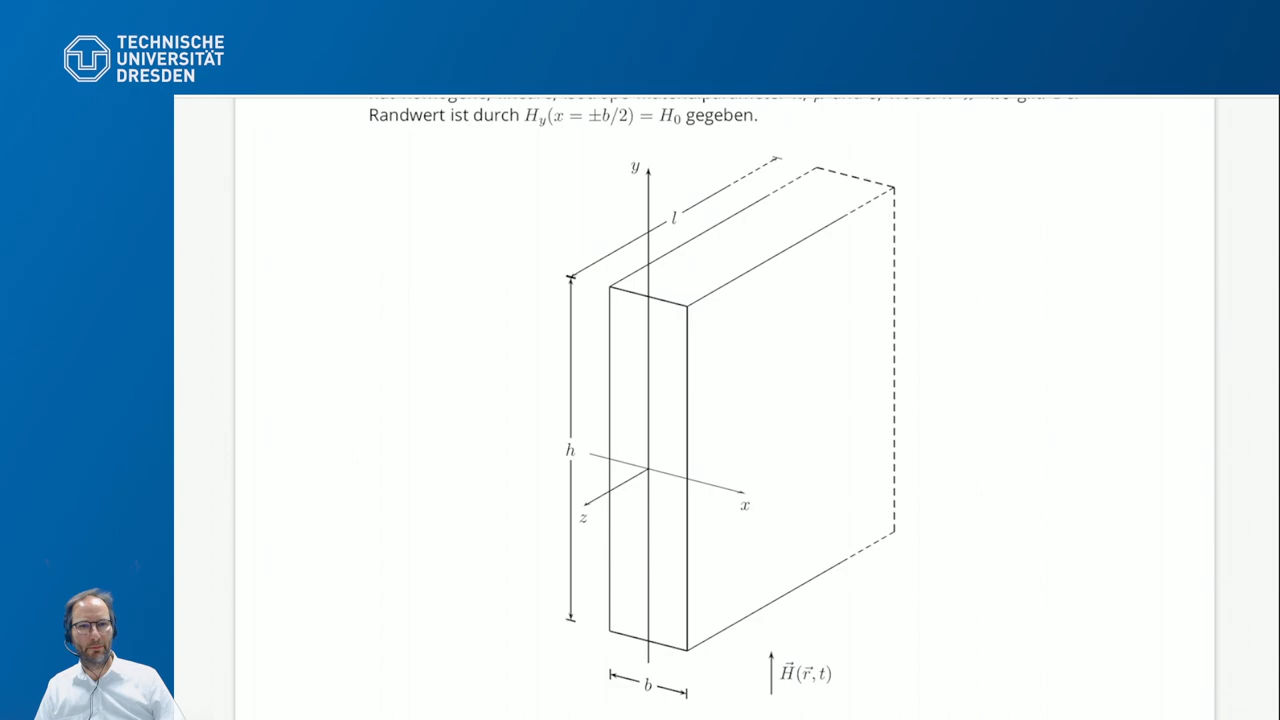 TECHNISCHE
UNIVERSITÄT
DRESDEN
Randwert ist durch H_y(x = ±b/2) = H_0 gegeben.
y
l
h
x
z
b
H⃗(r⃗, t)